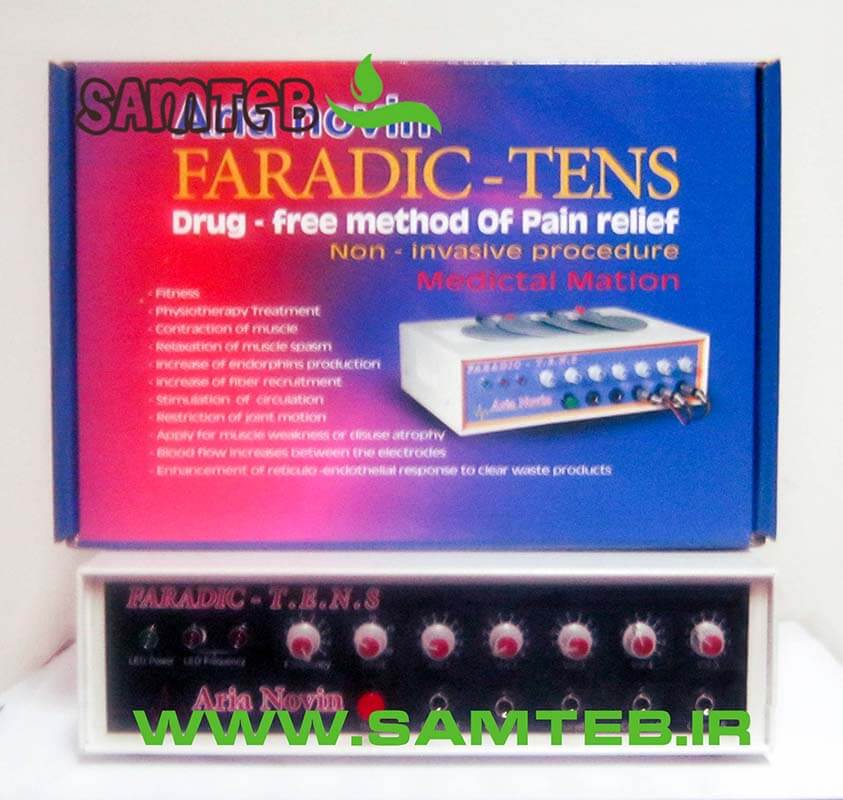 SAMTEB
Aria novin
FARADIC - TENS
Drug - free method Of Pain relief
Non - invasive procedure
Medictal Mation
- Fitness
- Physiotherapy Treatment
- Contraction of muscle
- Relaxation of muscle spasm
- Increase of endorphins production
- Increase of fiber recruitment
- Stimulation of circulation
- Restriction of joint motion
- Apply for muscle weakness or disuse atrophy
- Blood flow increases between the electrodes
- Enhancement of reticulo-endothelial response to clear waste products
FARADIC - T.E.N.S
Aria Novin
FARADIC - T.E.N.S
LED Power LED Frequency Frequency
Aria Novin
WWW.SAMTEB.IR